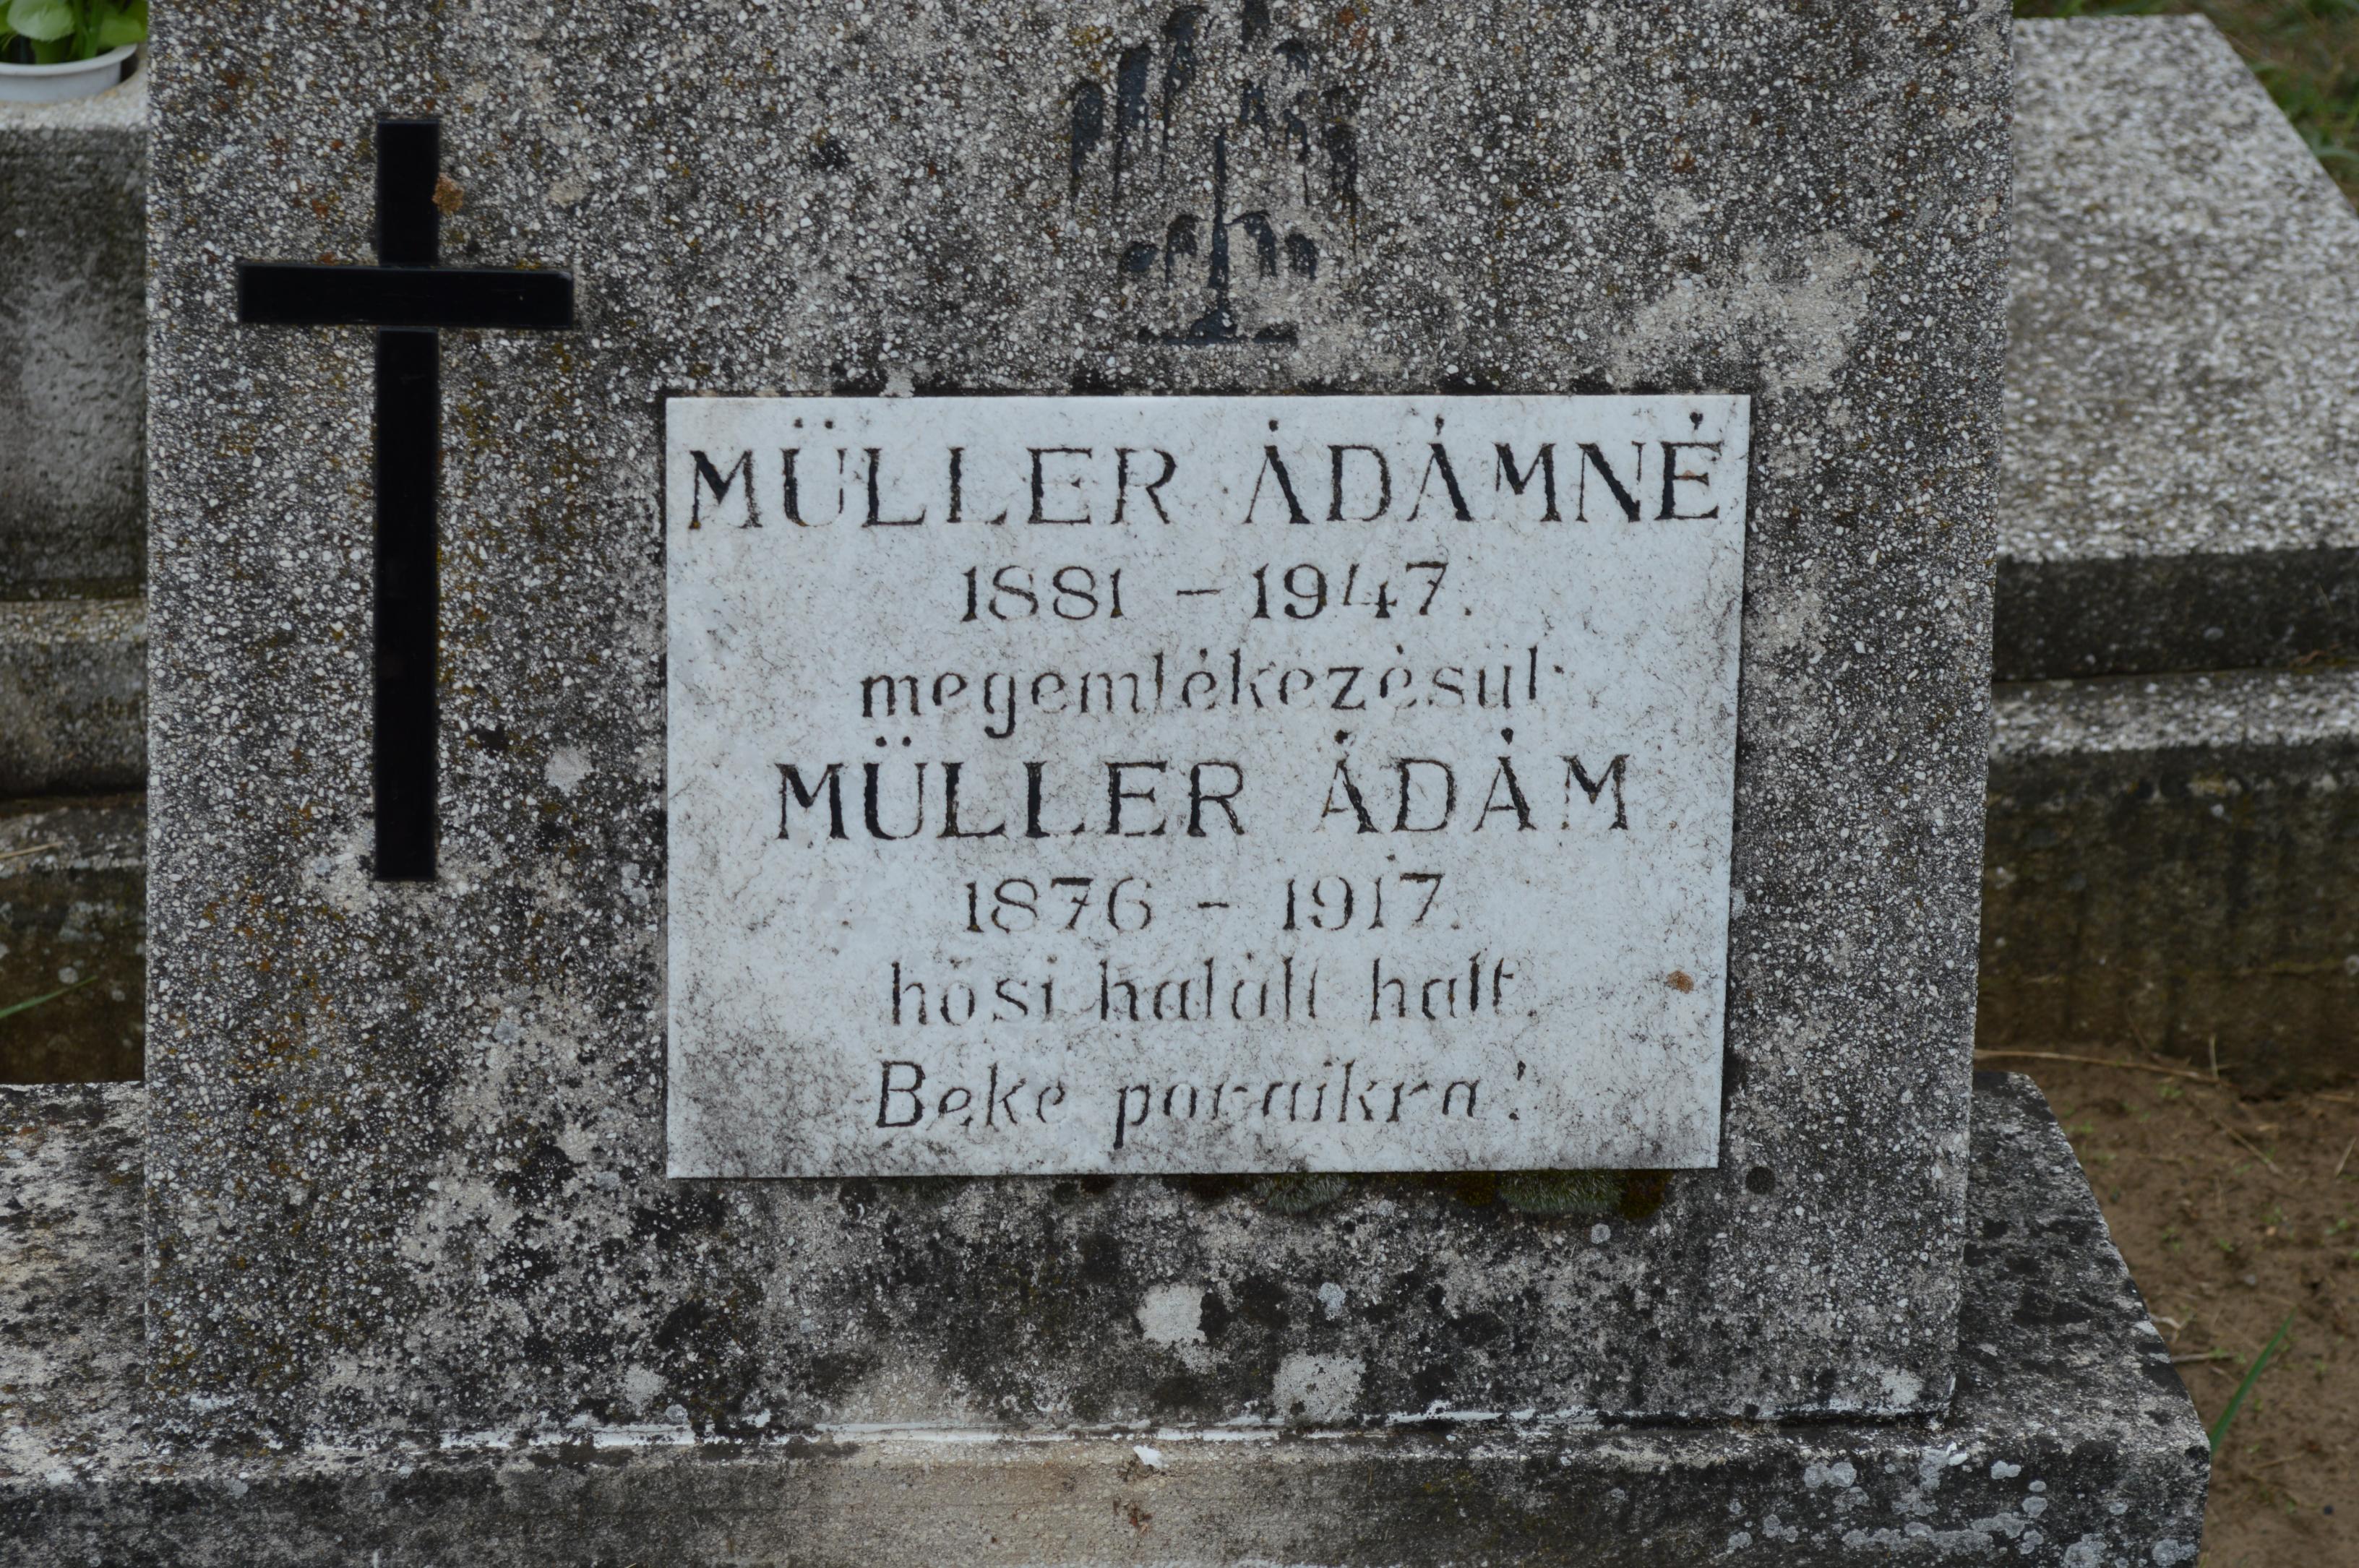 MÜLLER ÁDÁMNÉ
1881 - 1947.
megemlékezésül
MÜLLER ÁDÁM
1876 - 1917.
hősi halált halt.
Béke poraikra!